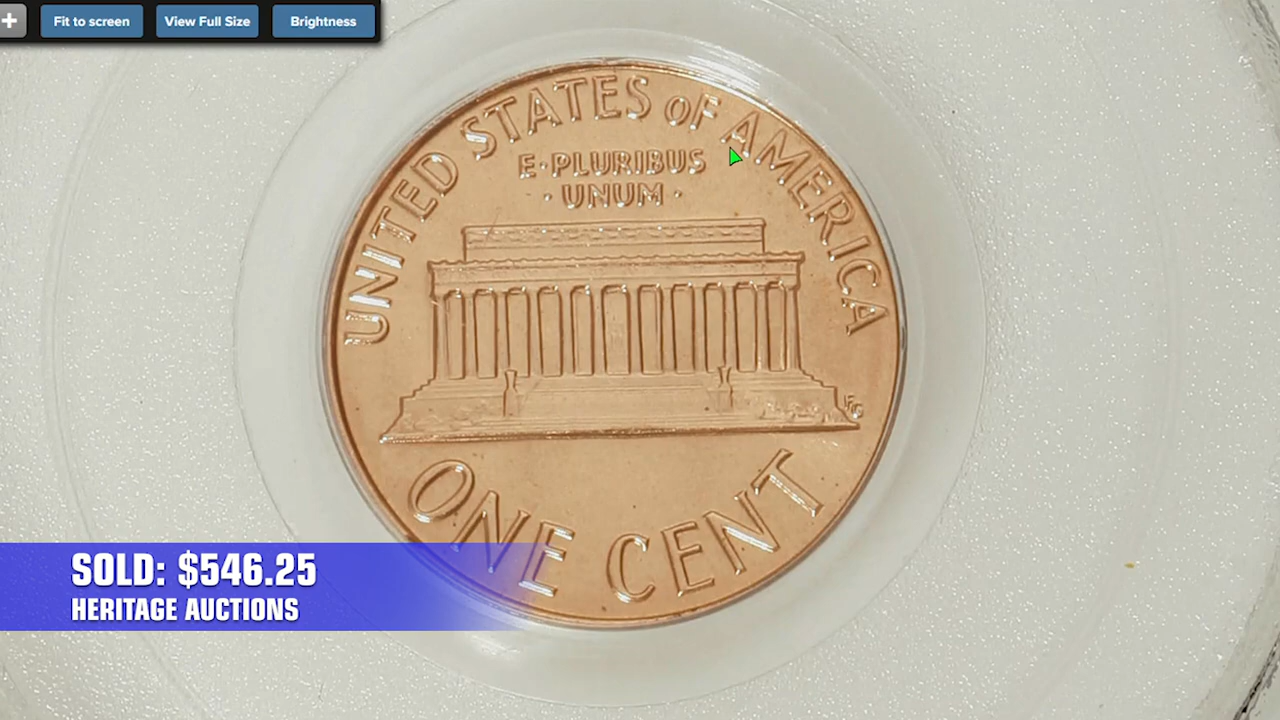 Fit to screen
View Full Size
Brightness
UNITED STATES OF AMERICA
E·PLURIBUS
·UNUM·
FG
ONE CENT
SOLD: $546.25
HERITAGE AUCTIONS